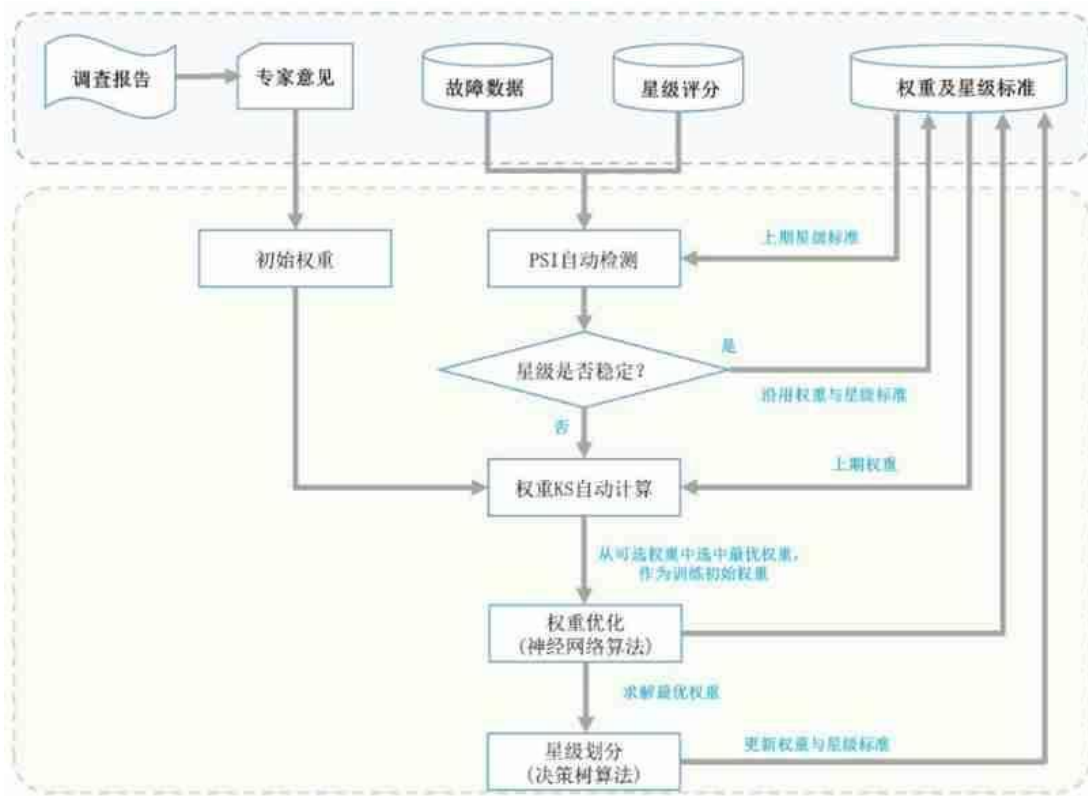 调查报告
专家意见
故障数据
星级评分
权重及星级标准
初始权重
PSI自动检测
上期星级标准
星级是否稳定？
是
沿用权重与星级标准
否
上期权重
权重KS自动计算
从可选权重中选中最优权重，
作为训练初始权重
权重优化
(神经网络算法)
求解最优权重
星级划分
(决策树算法)
更新权重与星级标准